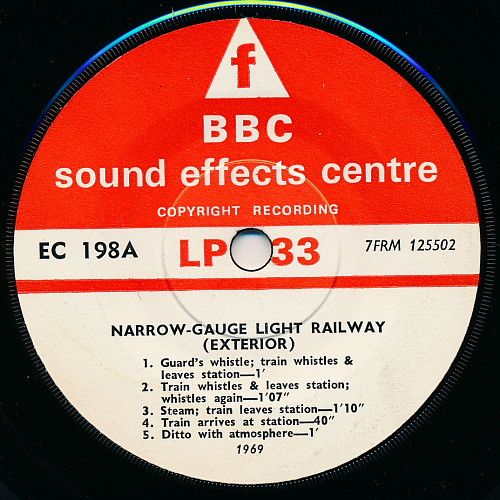 f
BBC
sound effects centre
COPYRIGHT RECORDING
EC 198A LP 33 7FRM 125502
NARROW-GAUGE LIGHT RAILWAY
(EXTERIOR)
1. Guard's whistle; train whistles &
leaves station—1'
2. Train whistles & leaves station;
whistles again—1'07"
3. Steam; train leaves station—1'10"
4. Train arrives at station—40"
5. Ditto with atmosphere—1'
1969